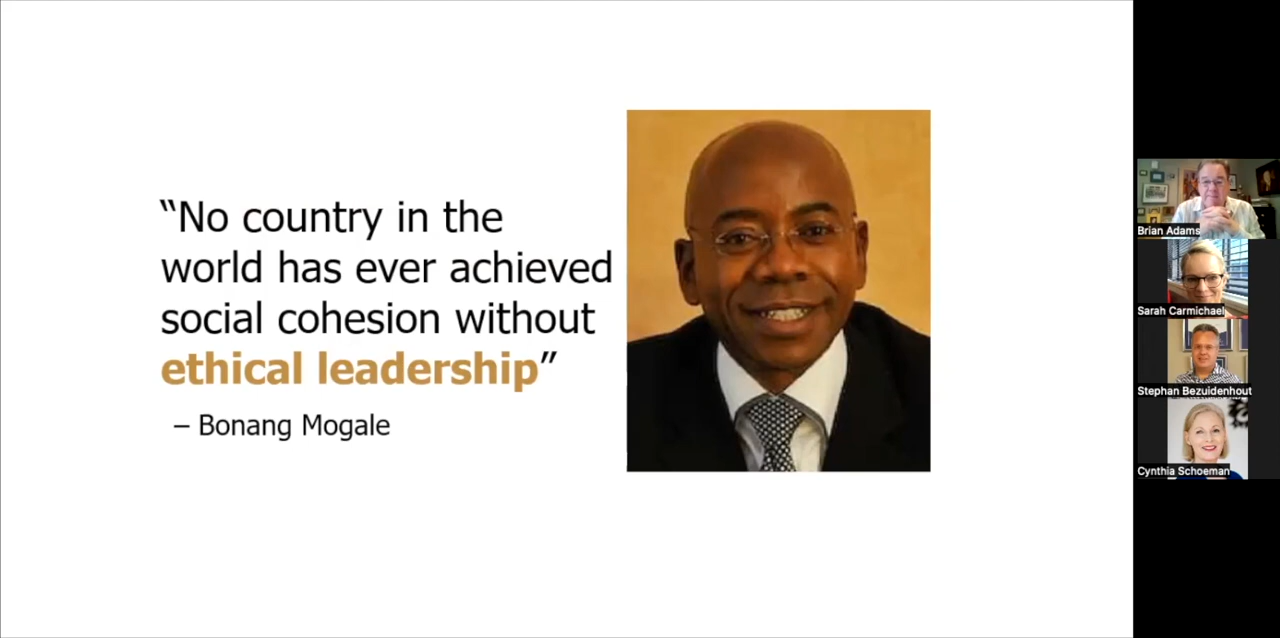 “No country in the
world has ever achieved
social cohesion without
ethical leadership”
– Bonang Mogale
Brian Adams
Sarah Carmichael
Stephan Bezuidenhout
Cynthia Schoeman